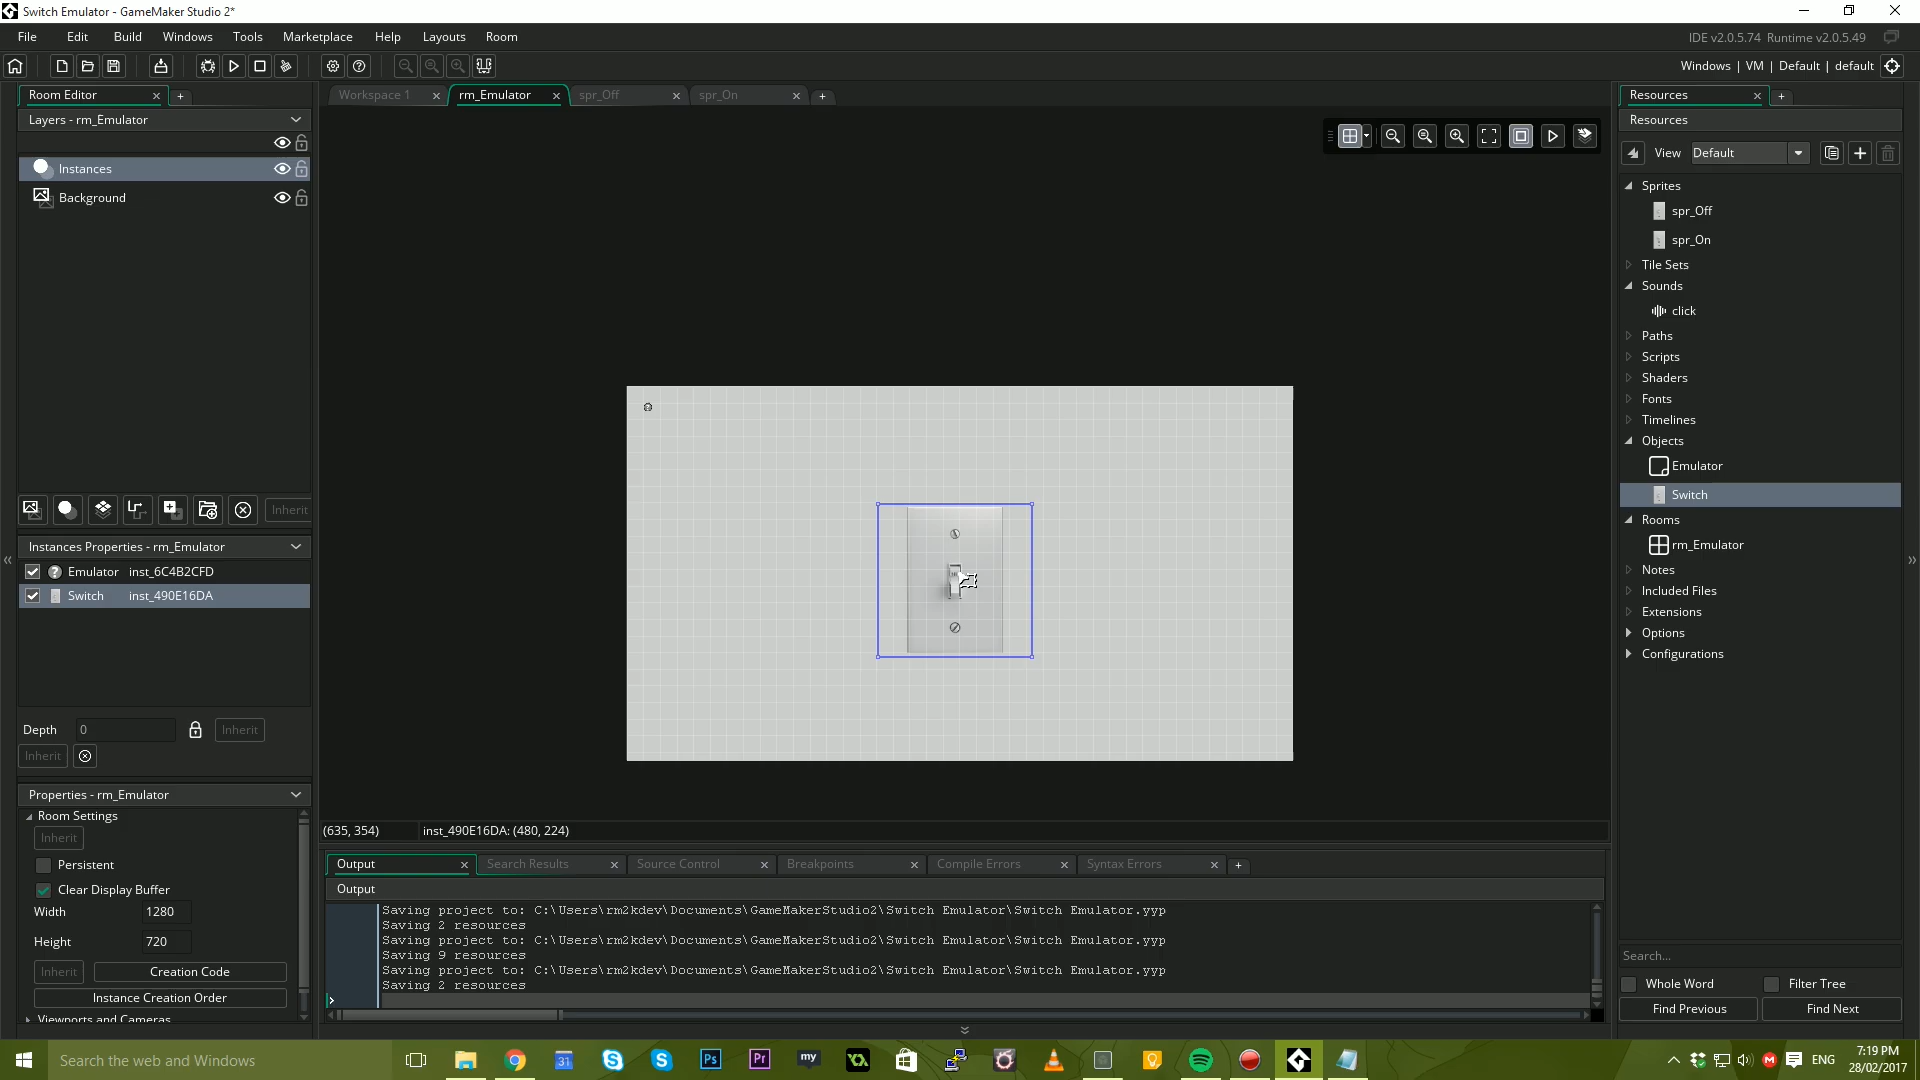 Switch Emulator - GameMaker Studio 2*
File Edit Build Windows Tools Marketplace Help Layouts Room
IDE v2.0.5.74 Runtime v2.0.5.49
Windows | VM | Default | default
Room Editor
Workspace 1
rm_Emulator
spr_Off
spr_On
Resources
Layers - rm_Emulator
Resources
View Default
Instances
Background
Sprites
spr_Off
spr_On
Tile Sets
Sounds
click
Paths
Scripts
Shaders
Fonts
Timelines
Objects
Emulator
Switch
Rooms
rm_Emulator
Notes
Included Files
Extensions
Options
Configurations
Inherit
Instances Properties - rm_Emulator
Emulator inst_6C4B2CFD
Switch inst_490E16DA
Depth 0 Inherit
Inherit
Properties - rm_Emulator
Room Settings
Inherit
Persistent
Clear Display Buffer
Width 1280
Height 720
Inherit Creation Code
Instance Creation Order
Viewports and Cameras
(635, 354) inst_490E16DA: (480, 224)
Output Search Results Source Control Breakpoints Compile Errors Syntax Errors
Output
Saving project to: C:\Users\rm2kdev\Documents\GameMakerStudio2\Switch Emulator\Switch Emulator.yyp
Saving 2 resources
Saving project to: C:\Users\rm2kdev\Documents\GameMakerStudio2\Switch Emulator\Switch Emulator.yyp
Saving 9 resources
Saving project to: C:\Users\rm2kdev\Documents\GameMakerStudio2\Switch Emulator\Switch Emulator.yyp
Saving 2 resources
Search...
Whole Word Filter Tree
Find Previous Find Next
Search the web and Windows
31
Ps
Pr
my
ENG
7:19 PM
28/02/2017